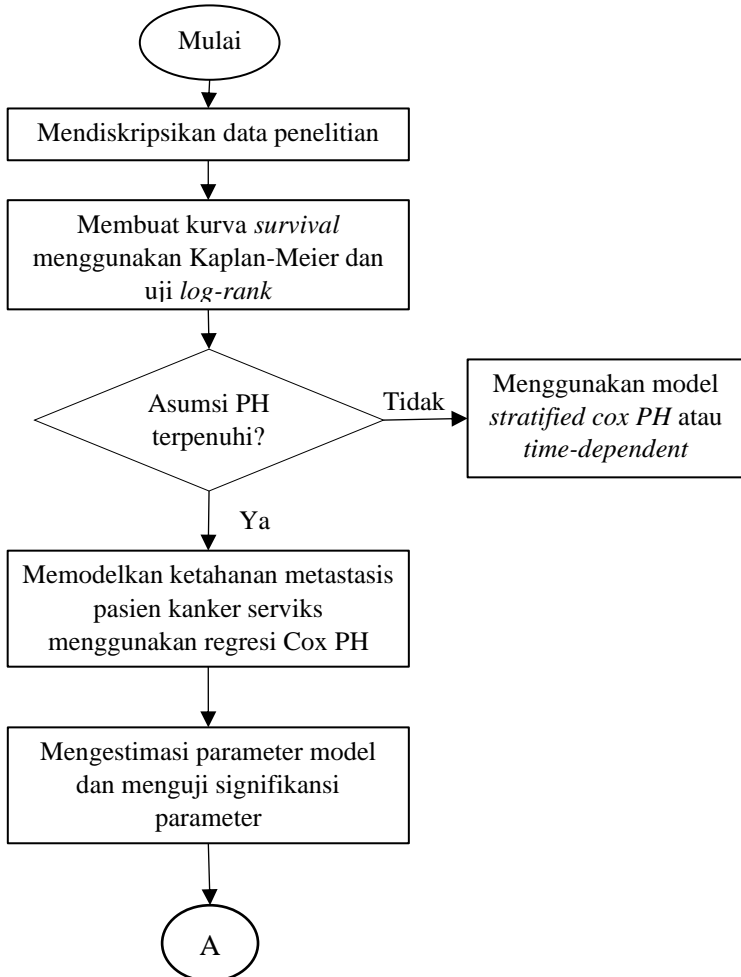 Mulai
Mendiskripsikan data penelitian
Membuat kurva survival
menggunakan Kaplan-Meier dan
uji log-rank
Asumsi PH
terpenuhi?
Tidak
Menggunakan model
stratified cox PH atau
time-dependent
Ya
Memodelkan ketahanan metastasis
pasien kanker serviks
menggunakan regresi Cox PH
Mengestimasi parameter model
dan menguji signifikansi
parameter
A